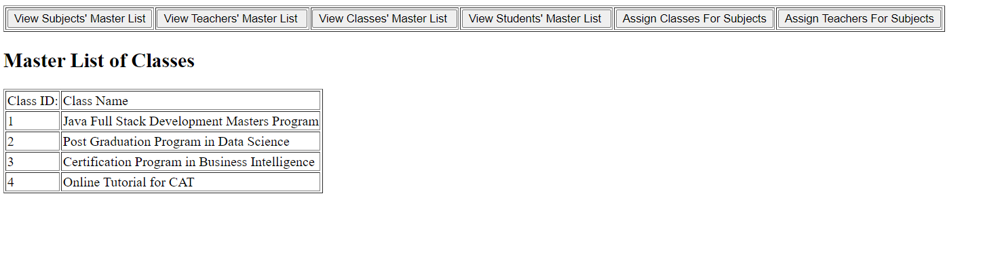 View Subjects' Master List View Teachers' Master List View Classes' Master List View Students' Master List Assign Classes For Subjects Assign Teachers For Subjects
Master List of Classes
Class ID: Class Name
1 Java Full Stack Development Masters Program
2 Post Graduation Program in Data Science
3 Certification Program in Business Intelligence
4 Online Tutorial for CAT